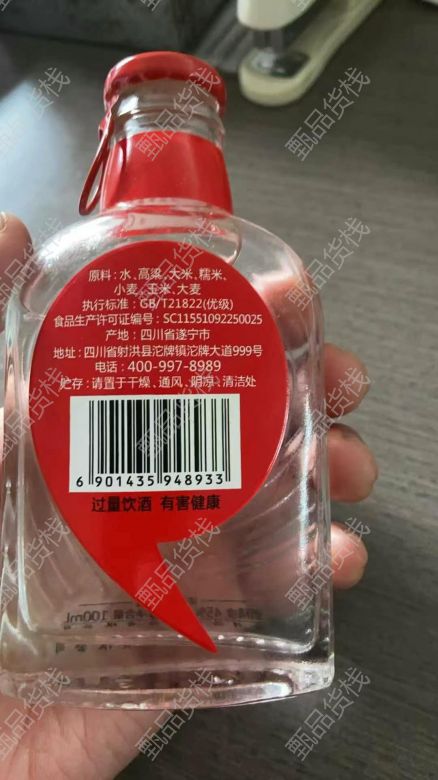 原料：水、高粱、大米、糯米、
小麦、玉米、大麦
执行标准：GB/T21822(优级)
食品生产许可证编号：SC11551092250025
产地：四川省遂宁市
地址：四川省射洪县沱牌镇沱牌大道999号
电话：400-997-8989
贮存：请置于干燥、通风、阴凉、清洁处
6 901435 948933
过量饮酒 有害健康
100ml
甄品货栈